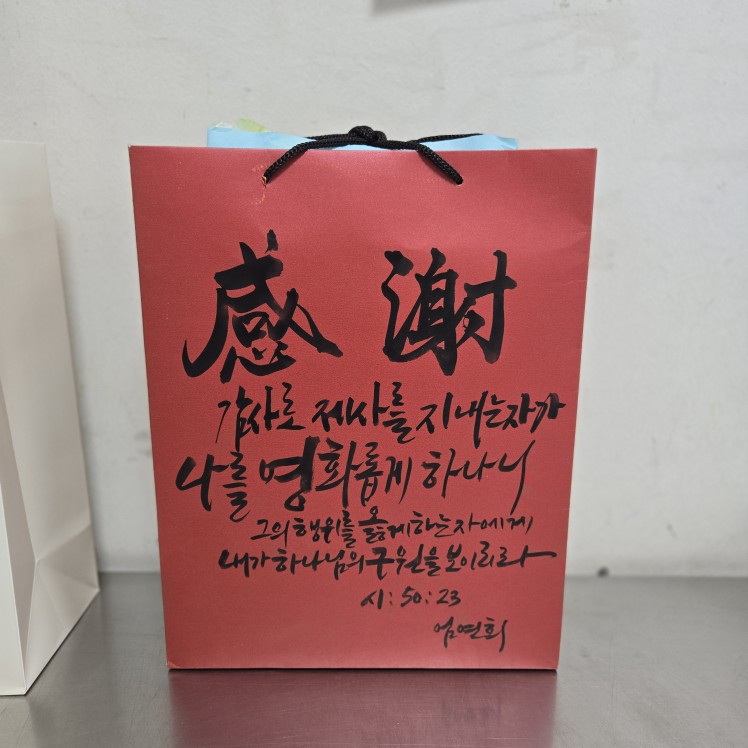 感 謝
감사로 제사를 지내는자가
나를 영화롭게 하나니
그의 행위를 옳게하는자에게
내가 하나님의 구원을 보이리라
시:50:23
엄연희